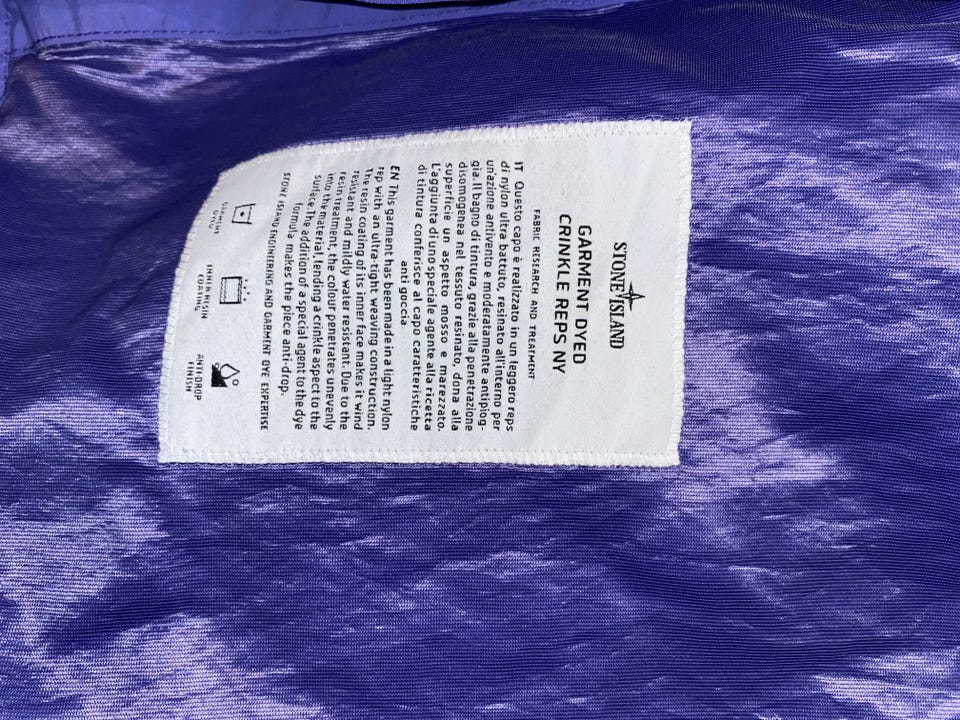 STONE ISLAND
GARMENT DYED
CRINKLE REPS NY
FABRIC RESEARCH AND TREATMENT
IT Questo capo è realizzato in un leggero reps
di nylon ultra battuto, resinato all'interno per
un'azione antivento e moderatamente antipiog-
gia. Il bagno di tintura, grazie alla penetrazione
disomogenea nel tessuto resinato, dona alla
superficie un aspetto mosso e marezzato.
L'aggiunta di uno speciale agente alla ricetta
di tintura conferisce al capo caratteristiche
anti goccia.
EN This garment has been made in a light nylon
rep with an ultra-tight weaving construction.
The resin coating of its inner face makes it wind
resistant and mildly water resistant. Due to the
resin treatment, the colour penetrates unevenly
into the material, lending a crinkle aspect to the
surface. The addition of a special agent to the dye
formula makes the piece anti-drop.
STONE ISLAND ENGINEERING AND GARMENT DYE EXPERTISE
GARMENT
DYED
INNER RESIN
COATING
ANTI-DROP
FINISH